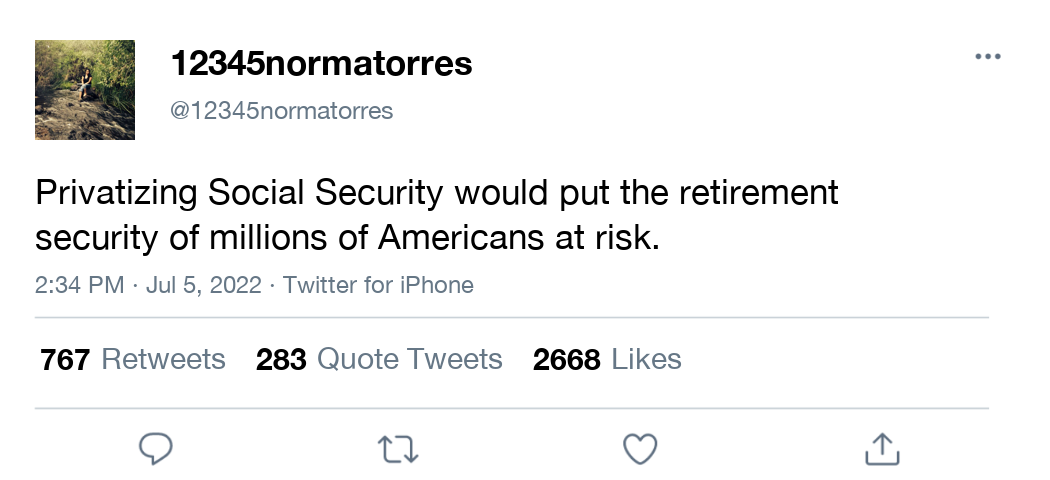 12345normatorres
@12345normatorres
Privatizing Social Security would put the retirement
security of millions of Americans at risk.
2:34 PM · Jul 5, 2022 · Twitter for iPhone
767 Retweets 283 Quote Tweets 2668 Likes